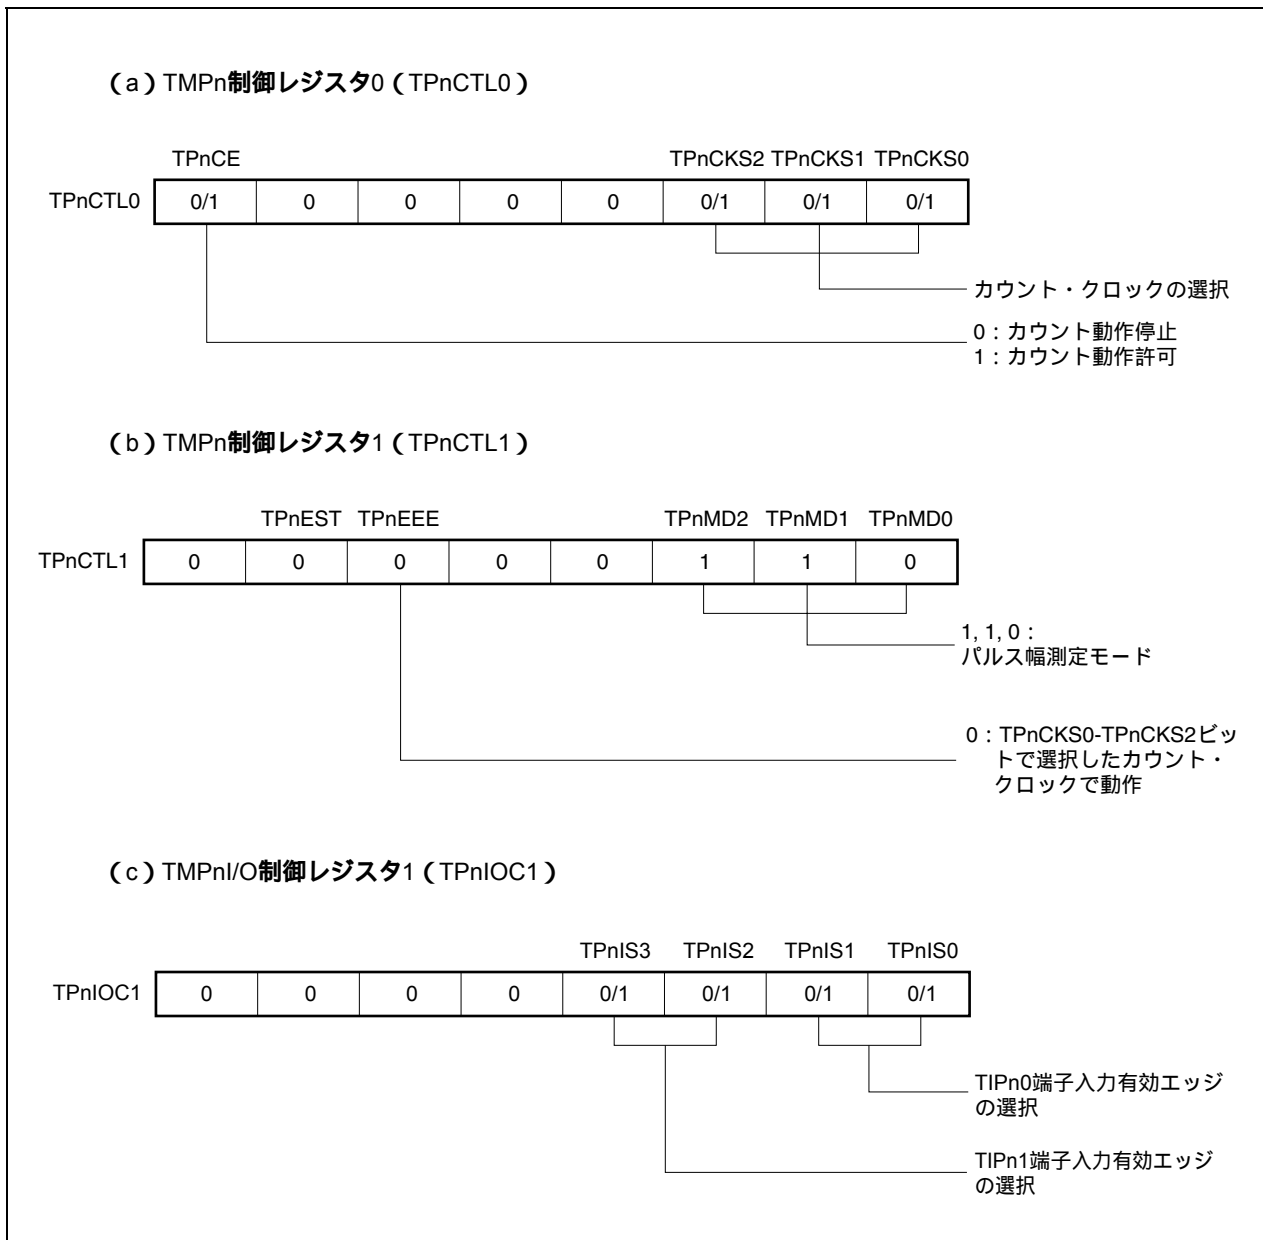 （a）TMPn制御レジスタ0（TPnCTL0）
TPnCE TPnCKS2 TPnCKS1 TPnCKS0
TPnCTL0 0/1 0 0 0 0 0/1 0/1 0/1
カウント・クロックの選択
0：カウント動作停止
1：カウント動作許可
（b）TMPn制御レジスタ1（TPnCTL1）
TPnEST TPnEEE TPnMD2 TPnMD1 TPnMD0
TPnCTL1 0 0 0 0 0 1 1 0
1, 1, 0：
パルス幅測定モード
0：TPnCKS0-TPnCKS2ビッ
トで選択したカウント・
クロックで動作
（c）TMPnI/O制御レジスタ1（TPnIOC1）
TPnIS3 TPnIS2 TPnIS1 TPnIS0
TPnIOC1 0 0 0 0 0/1 0/1 0/1 0/1
TIPn0端子入力有効エッジ
の選択
TIPn1端子入力有効エッジ
の選択